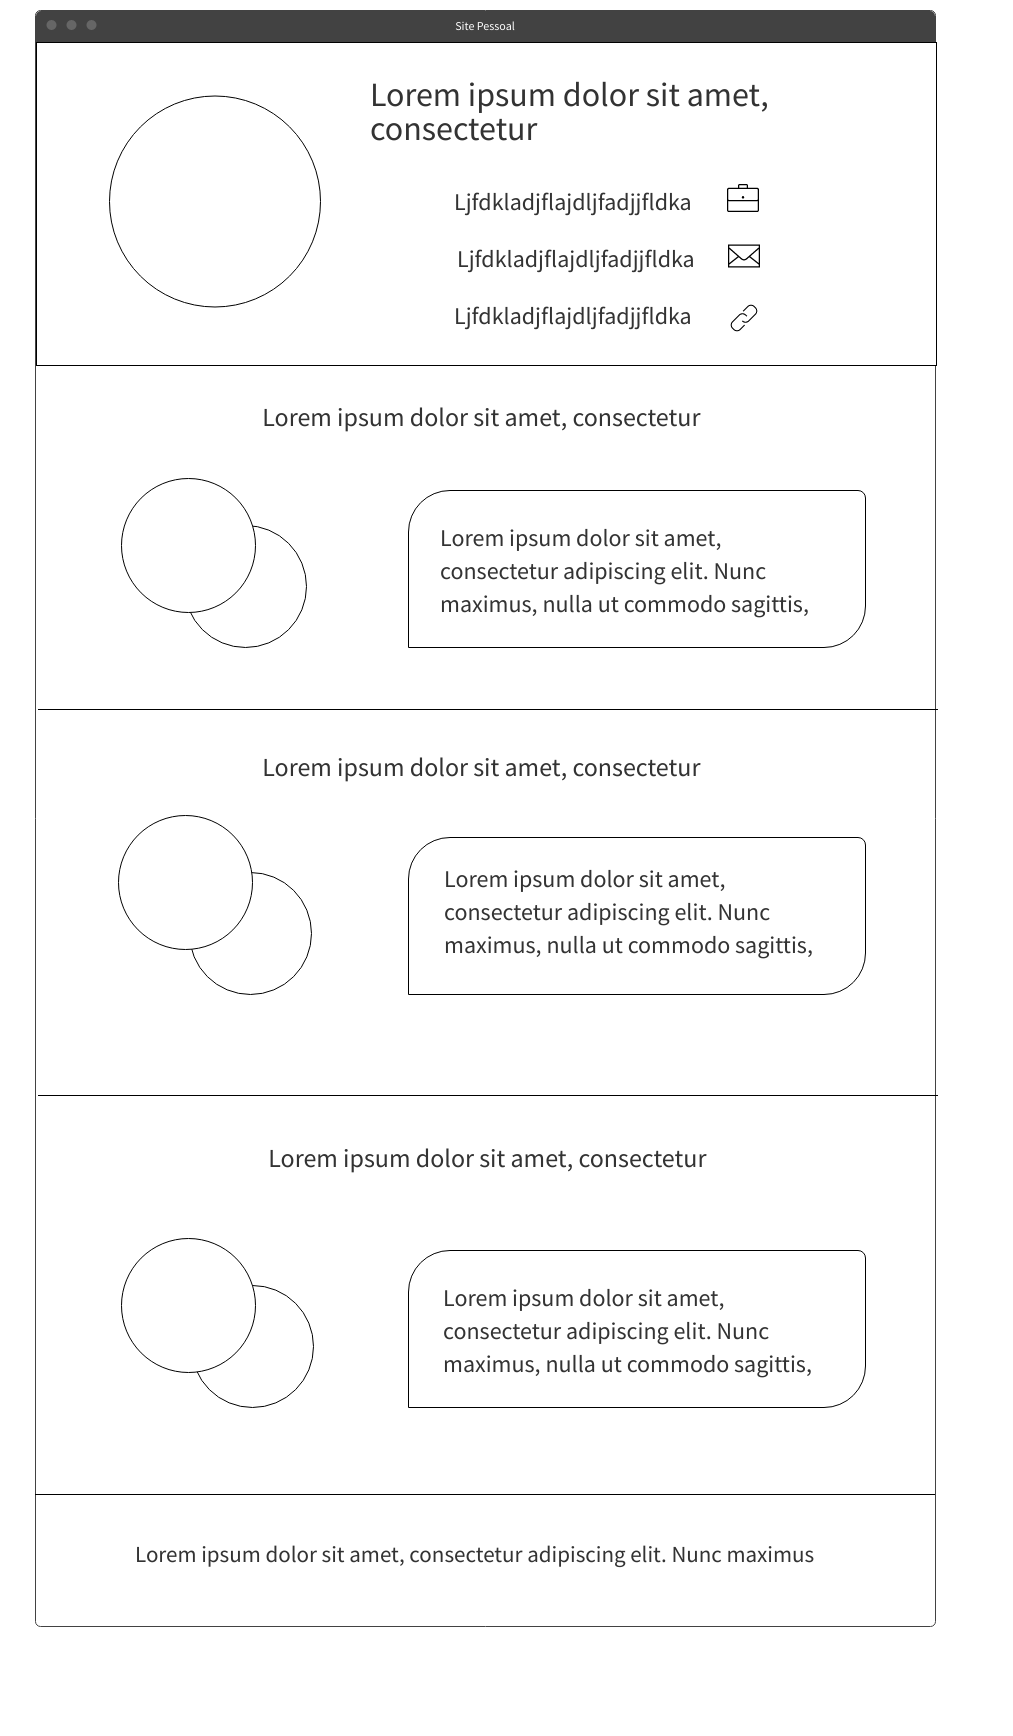 Site Pessoal
Lorem ipsum dolor sit amet,
consectetur
Ljfdkladjflajdljfadjjfldka
Ljfdkladjflajdljfadjjfldka
Ljfdkladjflajdljfadjjfldka
Lorem ipsum dolor sit amet, consectetur
Lorem ipsum dolor sit amet,
consectetur adipiscing elit. Nunc
maximus, nulla ut commodo sagittis,
Lorem ipsum dolor sit amet, consectetur
Lorem ipsum dolor sit amet,
consectetur adipiscing elit. Nunc
maximus, nulla ut commodo sagittis,
Lorem ipsum dolor sit amet, consectetur
Lorem ipsum dolor sit amet,
consectetur adipiscing elit. Nunc
maximus, nulla ut commodo sagittis,
Lorem ipsum dolor sit amet, consectetur adipiscing elit. Nunc maximus